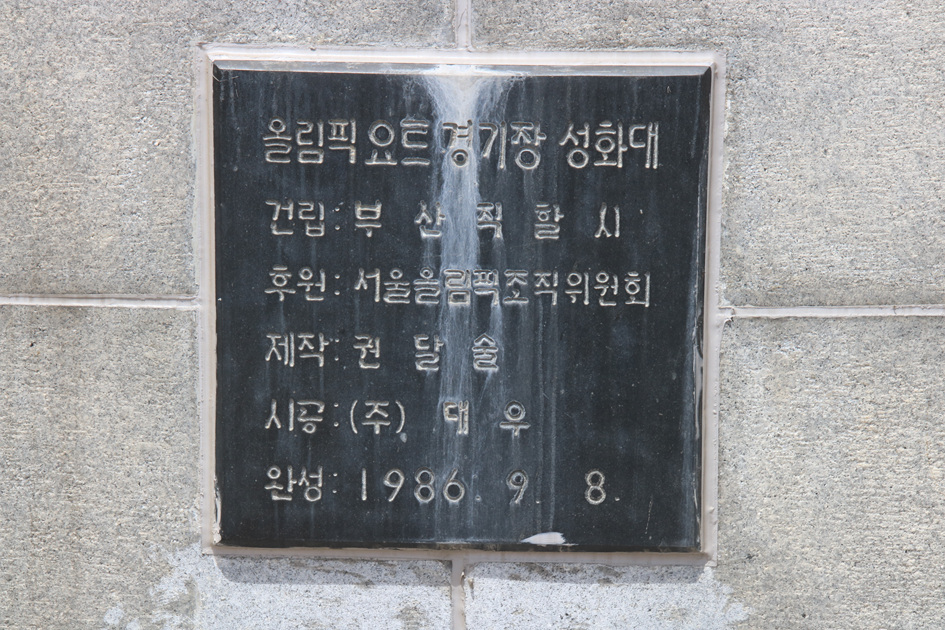 올림픽요트경기장 성화대
건립: 부 산 직 할 시
후원: 서울올림픽조직위원회
제작: 권 달 술
시공: (주) 대 우
완성: 1986. 9. 8.